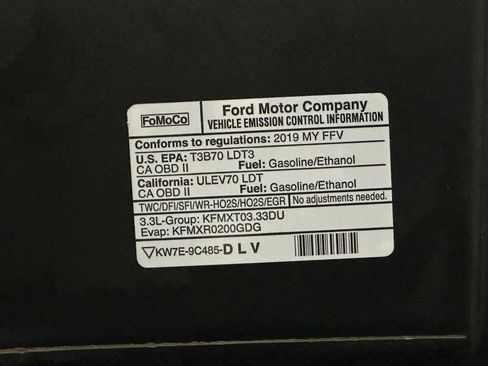 FoMoCo
Ford Motor Company
VEHICLE EMISSION CONTROL INFORMATION
Conforms to regulations: 2019 MY FFV
U.S. EPA: T3B70 LDT3
CA OBD II Fuel: Gasoline/Ethanol
California: ULEV70 LDT
CA OBD II Fuel: Gasoline/Ethanol
TWC/DFI/SFI/WR-HO2S/HO2S/EGR No adjustments needed.
3.3L-Group: KFMXT03.33DU
Evap: KFMXR0200GDG
KW7E-9C485-DLV